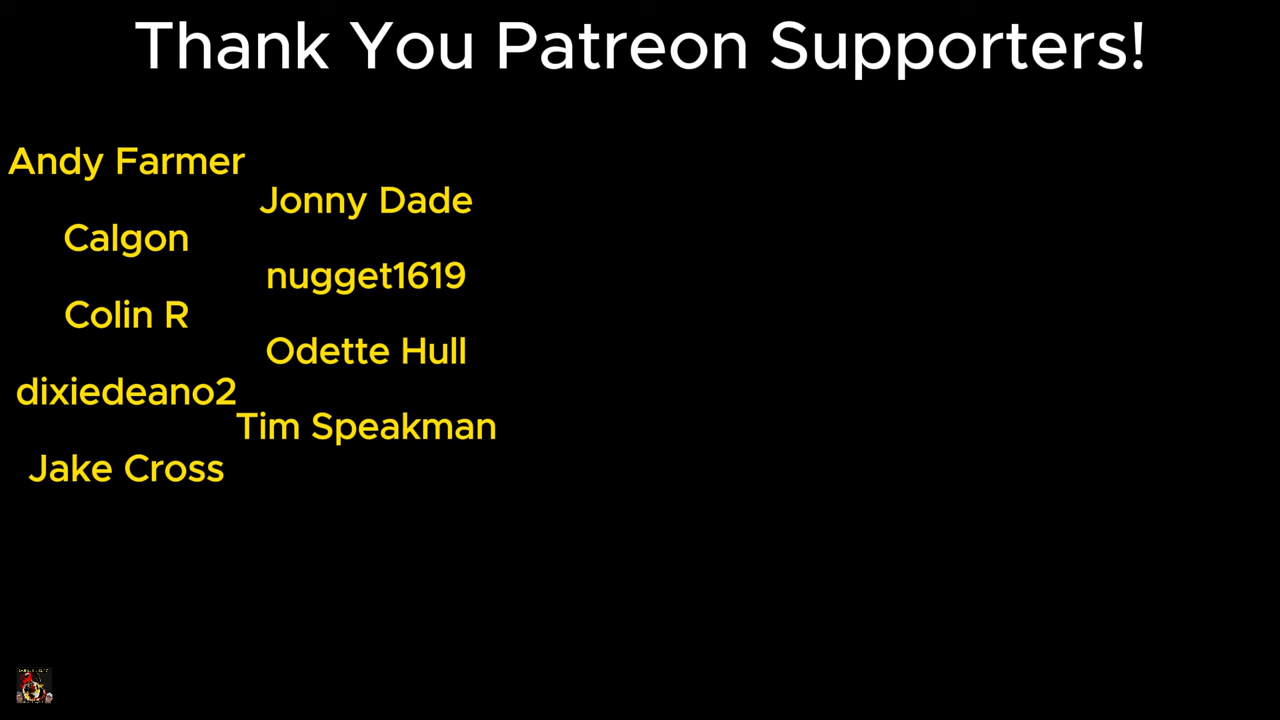 Thank You Patreon Supporters!
Andy Farmer
Jonny Dade
Calgon
nugget1619
Colin R
Odette Hull
dixiedeano2
Tim Speakman
Jake Cross